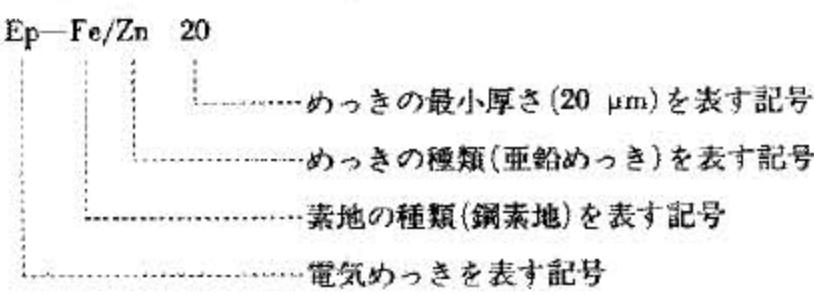 Ep—Fe/Zn 20
めっきの最小厚さ(20 μm)を表す記号
めっきの種類(亜鉛めっき)を表す記号
素地の種類(鋼素地)を表す記号
電気めっきを表す記号